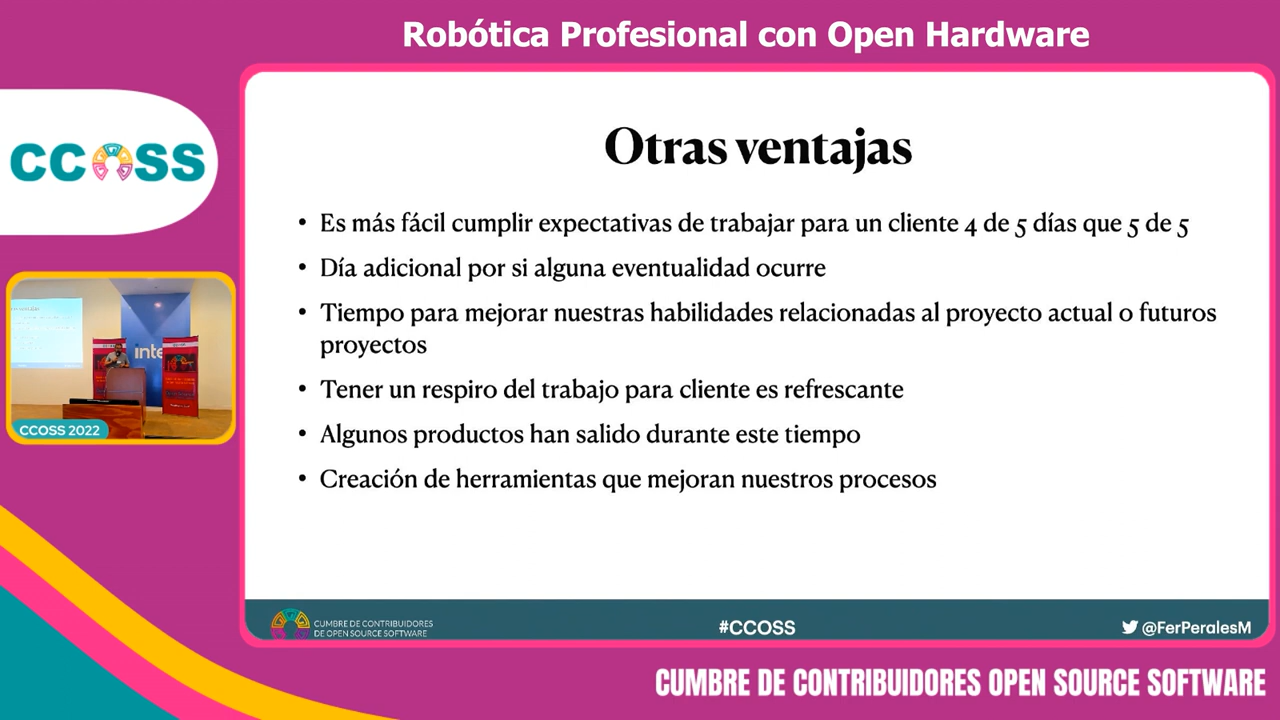 Robótica Profesional con Open Hardware
CCOSS
Otras ventajas
• Es más fácil cumplir expectativas de trabajar para un cliente 4 de 5 días que 5 de 5
• Día adicional por si alguna eventualidad ocurre
• Tiempo para mejorar nuestras habilidades relacionadas al proyecto actual o futuros
proyectos
• Tener un respiro del trabajo para cliente es refrescante
• Algunos productos han salido durante este tiempo
• Creación de herramientas que mejoran nuestros procesos
inte
CCOSS 2022
CUMBRE DE CONTRIBUIDORES
DE OPEN SOURCE SOFTWARE
#CCOSS
@FerPeralesM
CUMBRE DE CONTRIBUIDORES OPEN SOURCE SOFTWARE